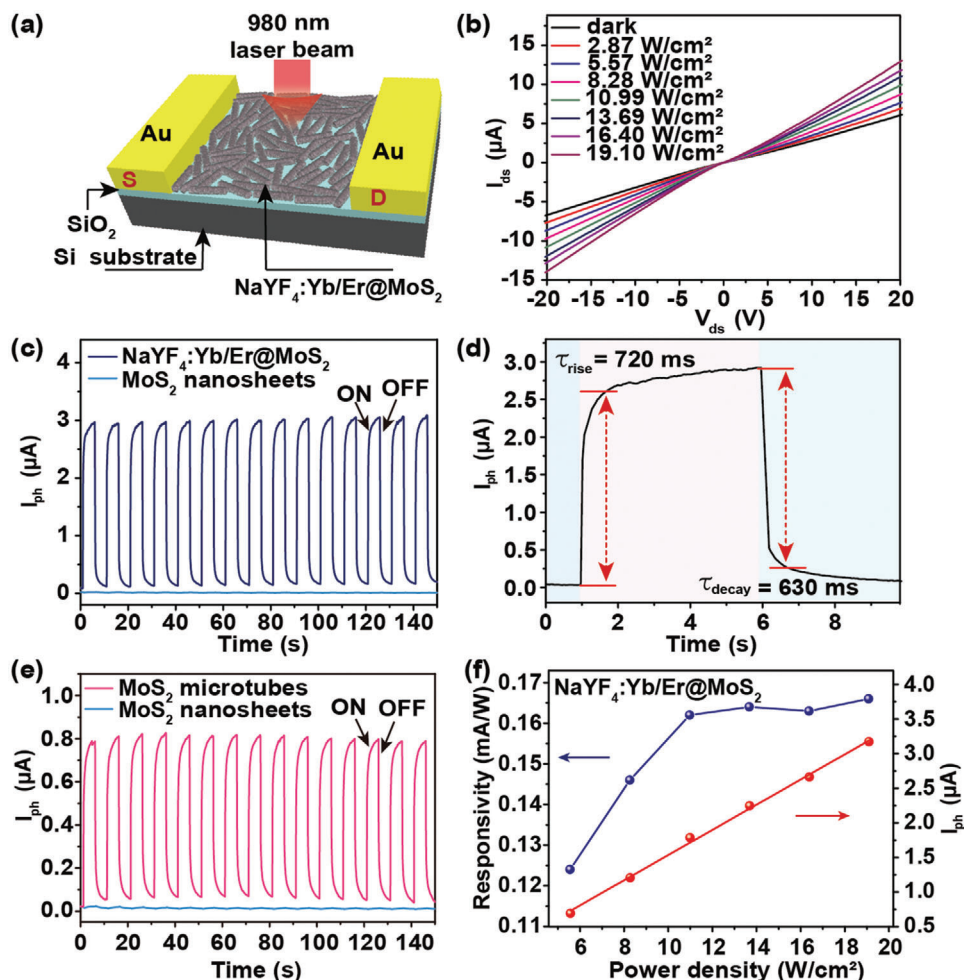 (a)
980 nm
laser beam
Au
Au
S
D
SiO₂
Si substrate
NaYF₄:Yb/Er@MoS₂
(b)
dark
2.87 W/cm²
5.57 W/cm²
8.28 W/cm²
10.99 W/cm²
13.69 W/cm²
16.40 W/cm²
19.10 W/cm²
15
10
5
0
-5
-10
-15
I_ds (µA)
-20 -15 -10 -5 0 5 10 15 20
V_ds (V)
(c)
NaYF₄:Yb/Er@MoS₂
MoS₂ nanosheets
ON OFF
4
3
2
1
0
I_ph (µA)
0 20 40 60 80 100 120 140
Time (s)
(d)
τ_rise = 720 ms
τ_decay = 630 ms
3.0
2.5
2.0
1.5
1.0
0.5
0.0
I_ph (µA)
0 2 4 6 8
Time (s)
(e)
MoS₂ microtubes
MoS₂ nanosheets
ON OFF
1.0
0.8
0.6
0.4
0.2
0.0
I_ph (µA)
0 20 40 60 80 100 120 140
Time (s)
(f)
NaYF₄:Yb/Er@MoS₂
0.17
0.16
0.15
0.14
0.13
0.12
0.11
Responsivity (mA/W)
4.0
3.5
3.0
2.5
2.0
1.5
1.0
0.5
I_ph (µA)
6 8 10 12 14 16 18 20
Power density (W/cm²)